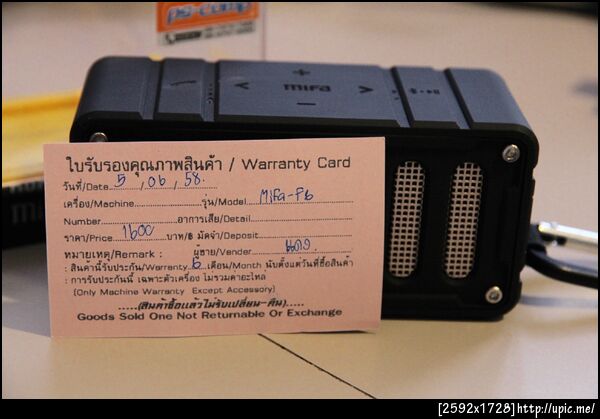 ps-comp
mifa
ใบรับรองคุณภาพสินค้า / Warranty Card
วันที่/Date 5 , 06 , 58.
เครื่อง/Machine รุ่น/Model Mifa-F6
Number อาการเสีย/Detail
ราคา/Price 1600 บาท/฿ มัดจำ/Deposit
หมายเหตุ/Remark : ผู้ขาย/Vander
: สินค้านี้รับประกัน/Warranty 6 เดือน/Month นับตั้งแต่วันที่ซื้อสินค้า
: การรับประกันนี้ เฉพาะตัวเครื่อง ไม่รวมค่าอะไหล่
(Only Machine Warranty Except Accessory)
.....(สินค้าซื้อแล้วไม่รับเปลี่ยน-คืน).....
Goods Sold One Not Returnable Or Exchange
[2592x1728]http://upic.me/